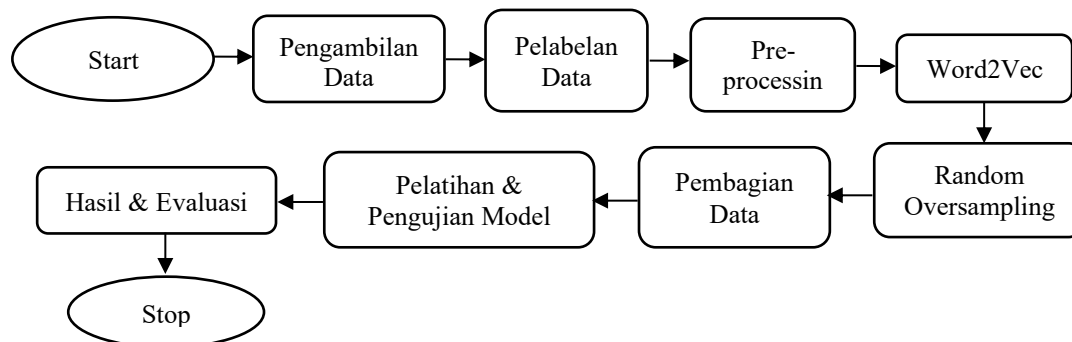 Start
Pengambilan
Data
Pelabelan
Data
Pre-
processin
Word2Vec
Random
Oversampling
Pembagian
Data
Pelatihan &
Pengujian Model
Hasil & Evaluasi
Stop